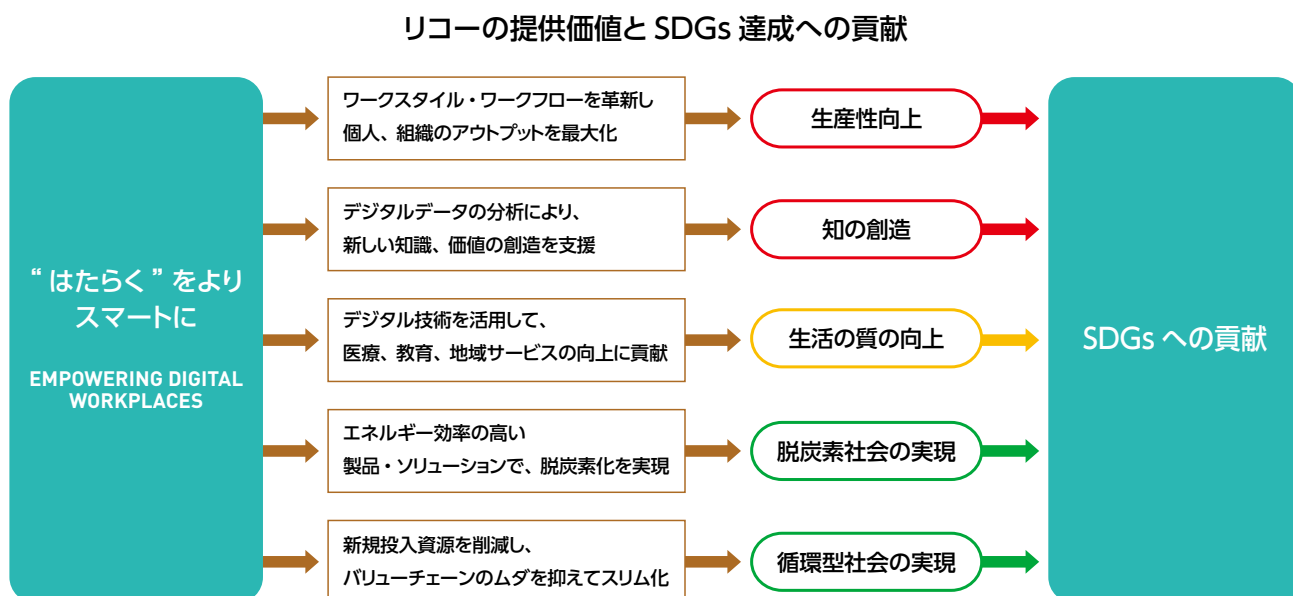 リコーの提供価値と SDGs 達成への貢献
“ はたらく ” をより
スマートに
EMPOWERING DIGITAL
WORKPLACES
ワークスタイル・ワークフローを革新し
個人、組織のアウトプットを最大化
生産性向上
デジタルデータの分析により、
新しい知識、価値の創造を支援
知の創造
デジタル技術を活用して、
医療、教育、地域サービスの向上に貢献
生活の質の向上
エネルギー効率の高い
製品・ソリューションで、脱炭素化を実現
脱炭素社会の実現
新規投入資源を削減し、
バリューチェーンのムダを抑えてスリム化
循環型社会の実現
SDGs への貢献